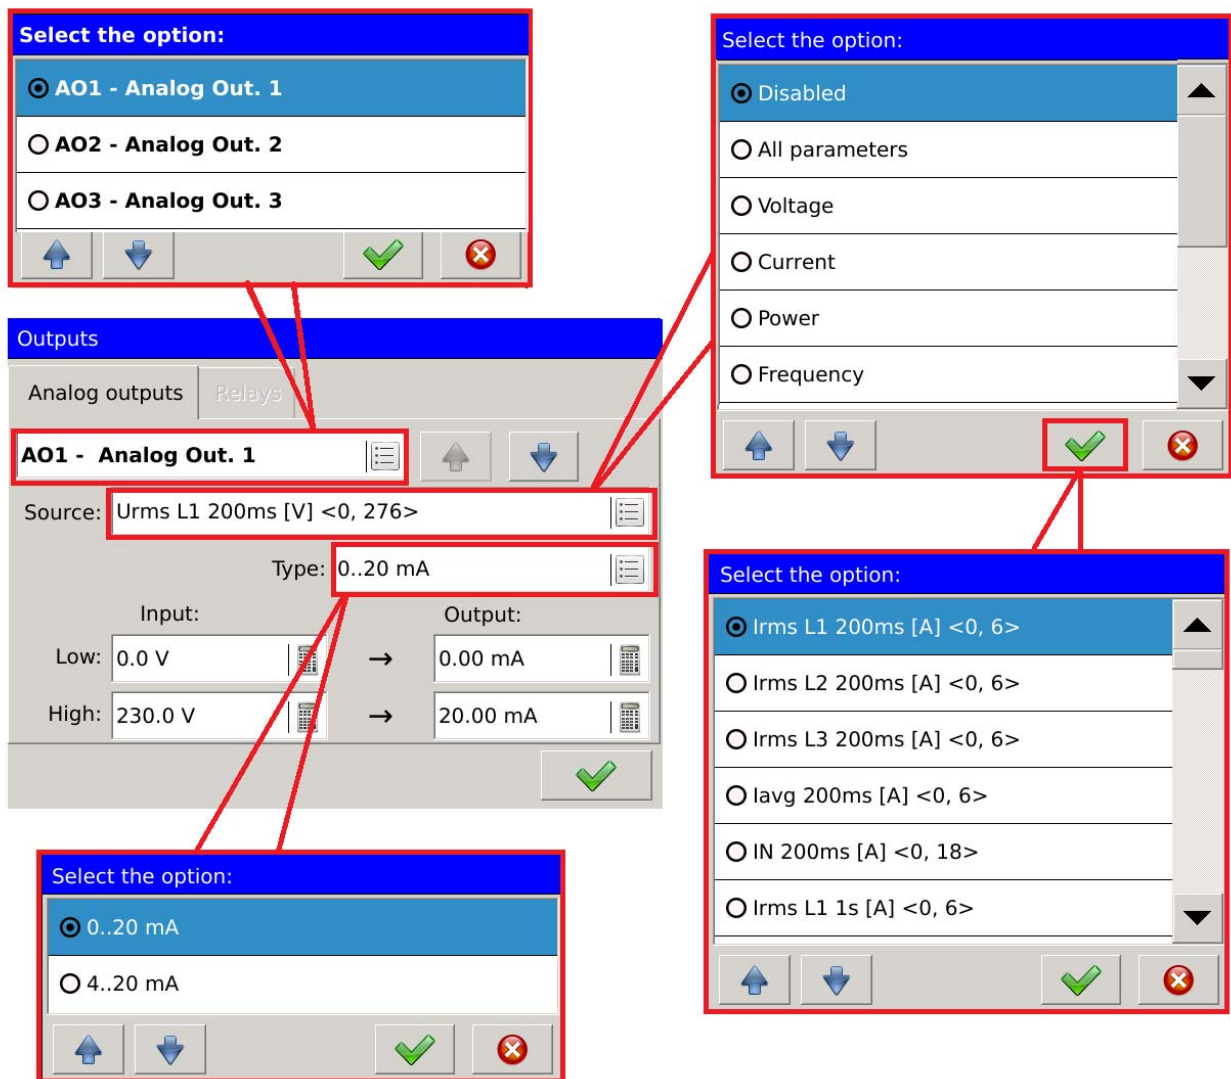 Select the option:
AO1 - Analog Out. 1
AO2 - Analog Out. 2
AO3 - Analog Out. 3
Outputs
Analog outputs
Relays
AO1 - Analog Out. 1
Source: Urms L1 200ms [V] <0, 276>
Type: 0..20 mA
Input: Output:
Low: 0.0 V → 0.00 mA
High: 230.0 V → 20.00 mA
Select the option:
0..20 mA
4..20 mA
Select the option:
Disabled
All parameters
Voltage
Current
Power
Frequency
Select the option:
Irms L1 200ms [A] <0, 6>
Irms L2 200ms [A] <0, 6>
Irms L3 200ms [A] <0, 6>
Iavg 200ms [A] <0, 6>
IN 200ms [A] <0, 18>
Irms L1 1s [A] <0, 6>